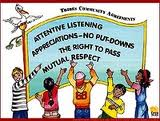 TRIBES COMMUNITY AGREEMENTS
ATTENTIVE LISTENING
APPRECIATIONS-NO PUT-DOWNS
THE RIGHT TO PASS
MUTUAL RESPECT